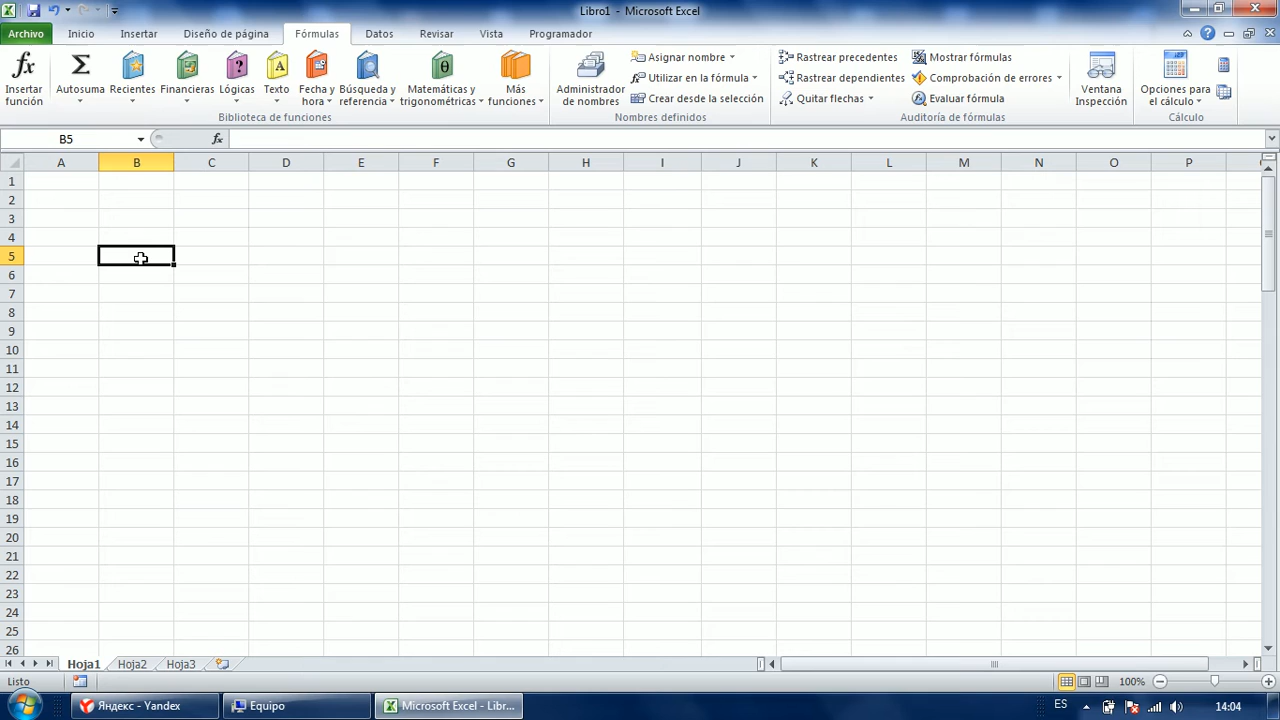 Libro1 - Microsoft Excel
Archivo Inicio Insertar Diseño de página Fórmulas Datos Revisar Vista Programador
fx Insertar función
Σ Autosuma
Recientes
Financieras
? Lógicas
A Texto
Fecha y hora
Búsqueda y referencia
θ Matemáticas y trigonométricas
Más funciones
Biblioteca de funciones
Administrador de nombres
Asignar nombre
Utilizar en la fórmula
Crear desde la selección
Nombres definidos
Rastrear precedentes
Rastrear dependientes
Quitar flechas
Mostrar fórmulas
Comprobación de errores
Evaluar fórmula
Auditoría de fórmulas
Ventana Inspección
Opciones para el cálculo
Cálculo
B5 fx
A B C D E F G H I J K L M N O P
1
2
3
4
5
6
7
8
9
10
11
12
13
14
15
16
17
18
19
20
21
22
23
24
25
26
Hoja1 Hoja2 Hoja3
Listo 100%
Яндекс - Yandex Equipo Microsoft Excel - Libr... ES 14:04